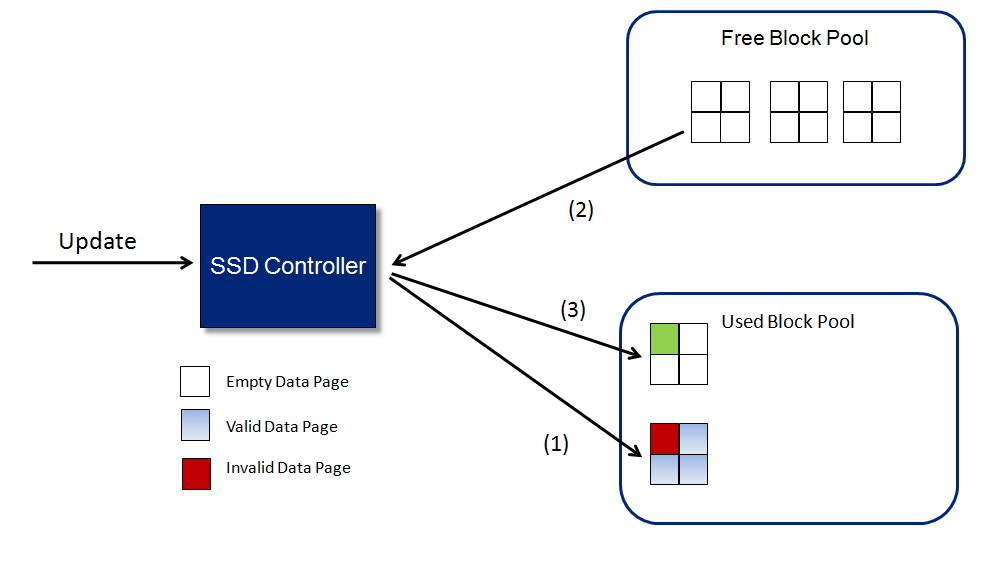 Free Block Pool
(2)
Update
SSD Controller
(3)
Used Block Pool
Empty Data Page
Valid Data Page
(1)
Invalid Data Page